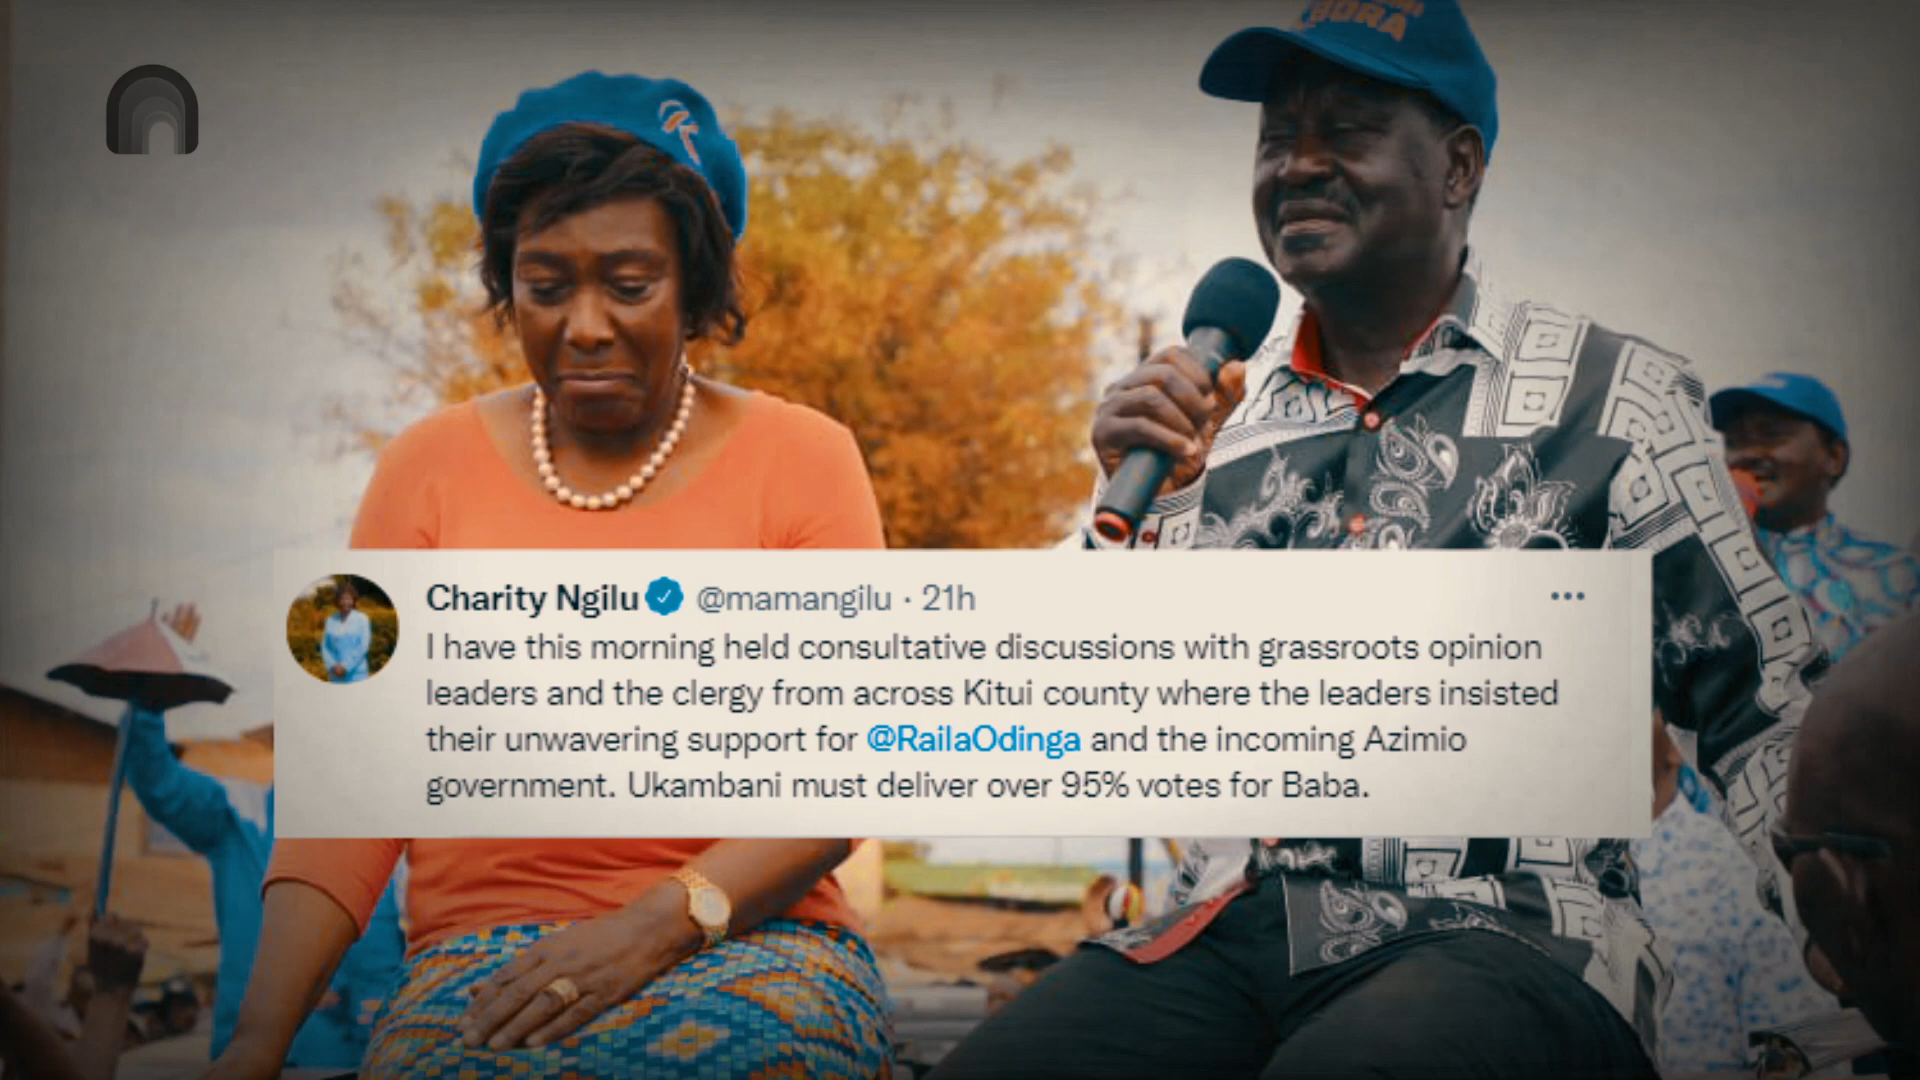 BORA
K
Charity Ngilu @mamangilu · 21h
I have this morning held consultative discussions with grassroots opinion
leaders and the clergy from across Kitui county where the leaders insisted
their unwavering support for @RailaOdinga and the incoming Azimio
government. Ukambani must deliver over 95% votes for Baba.